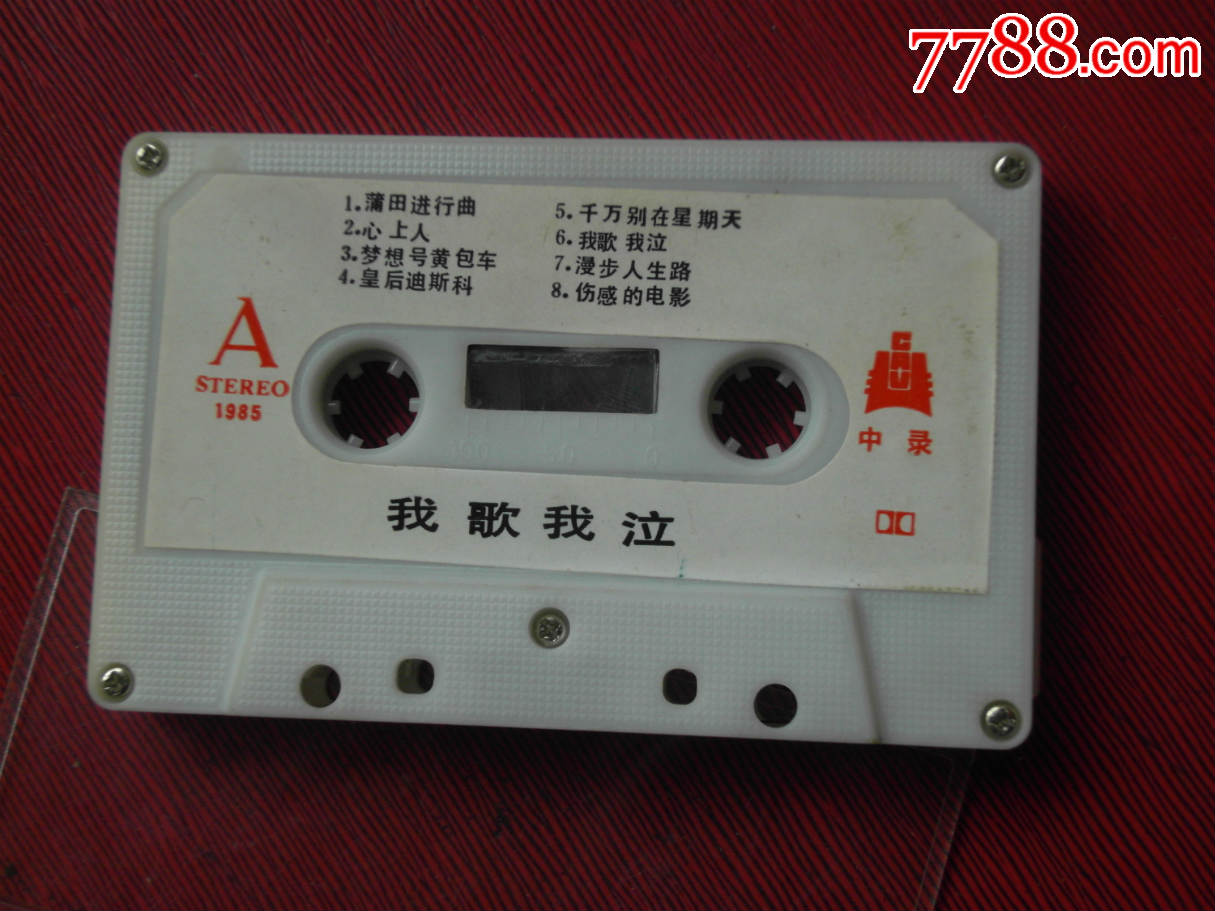 7788.com
1.蒲田进行曲
2.心上人
3.梦想号黄包车
4.皇后迪斯科
5.千万别在星期天
6.我歌我泣
7.漫步人生路
8.伤感的电影
A
STEREO
1985
中录
我歌我泣
100 50 0